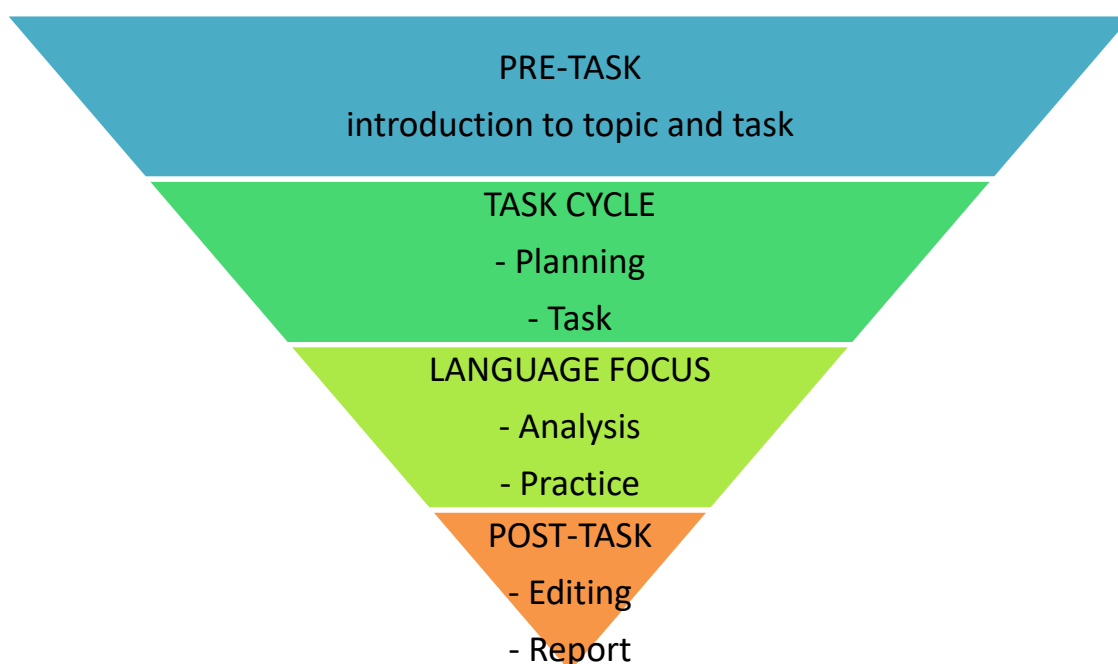 PRE-TASK
introduction to topic and task
TASK CYCLE
- Planning
- Task
LANGUAGE FOCUS
- Analysis
- Practice
POST-TASK
- Editing
- Report